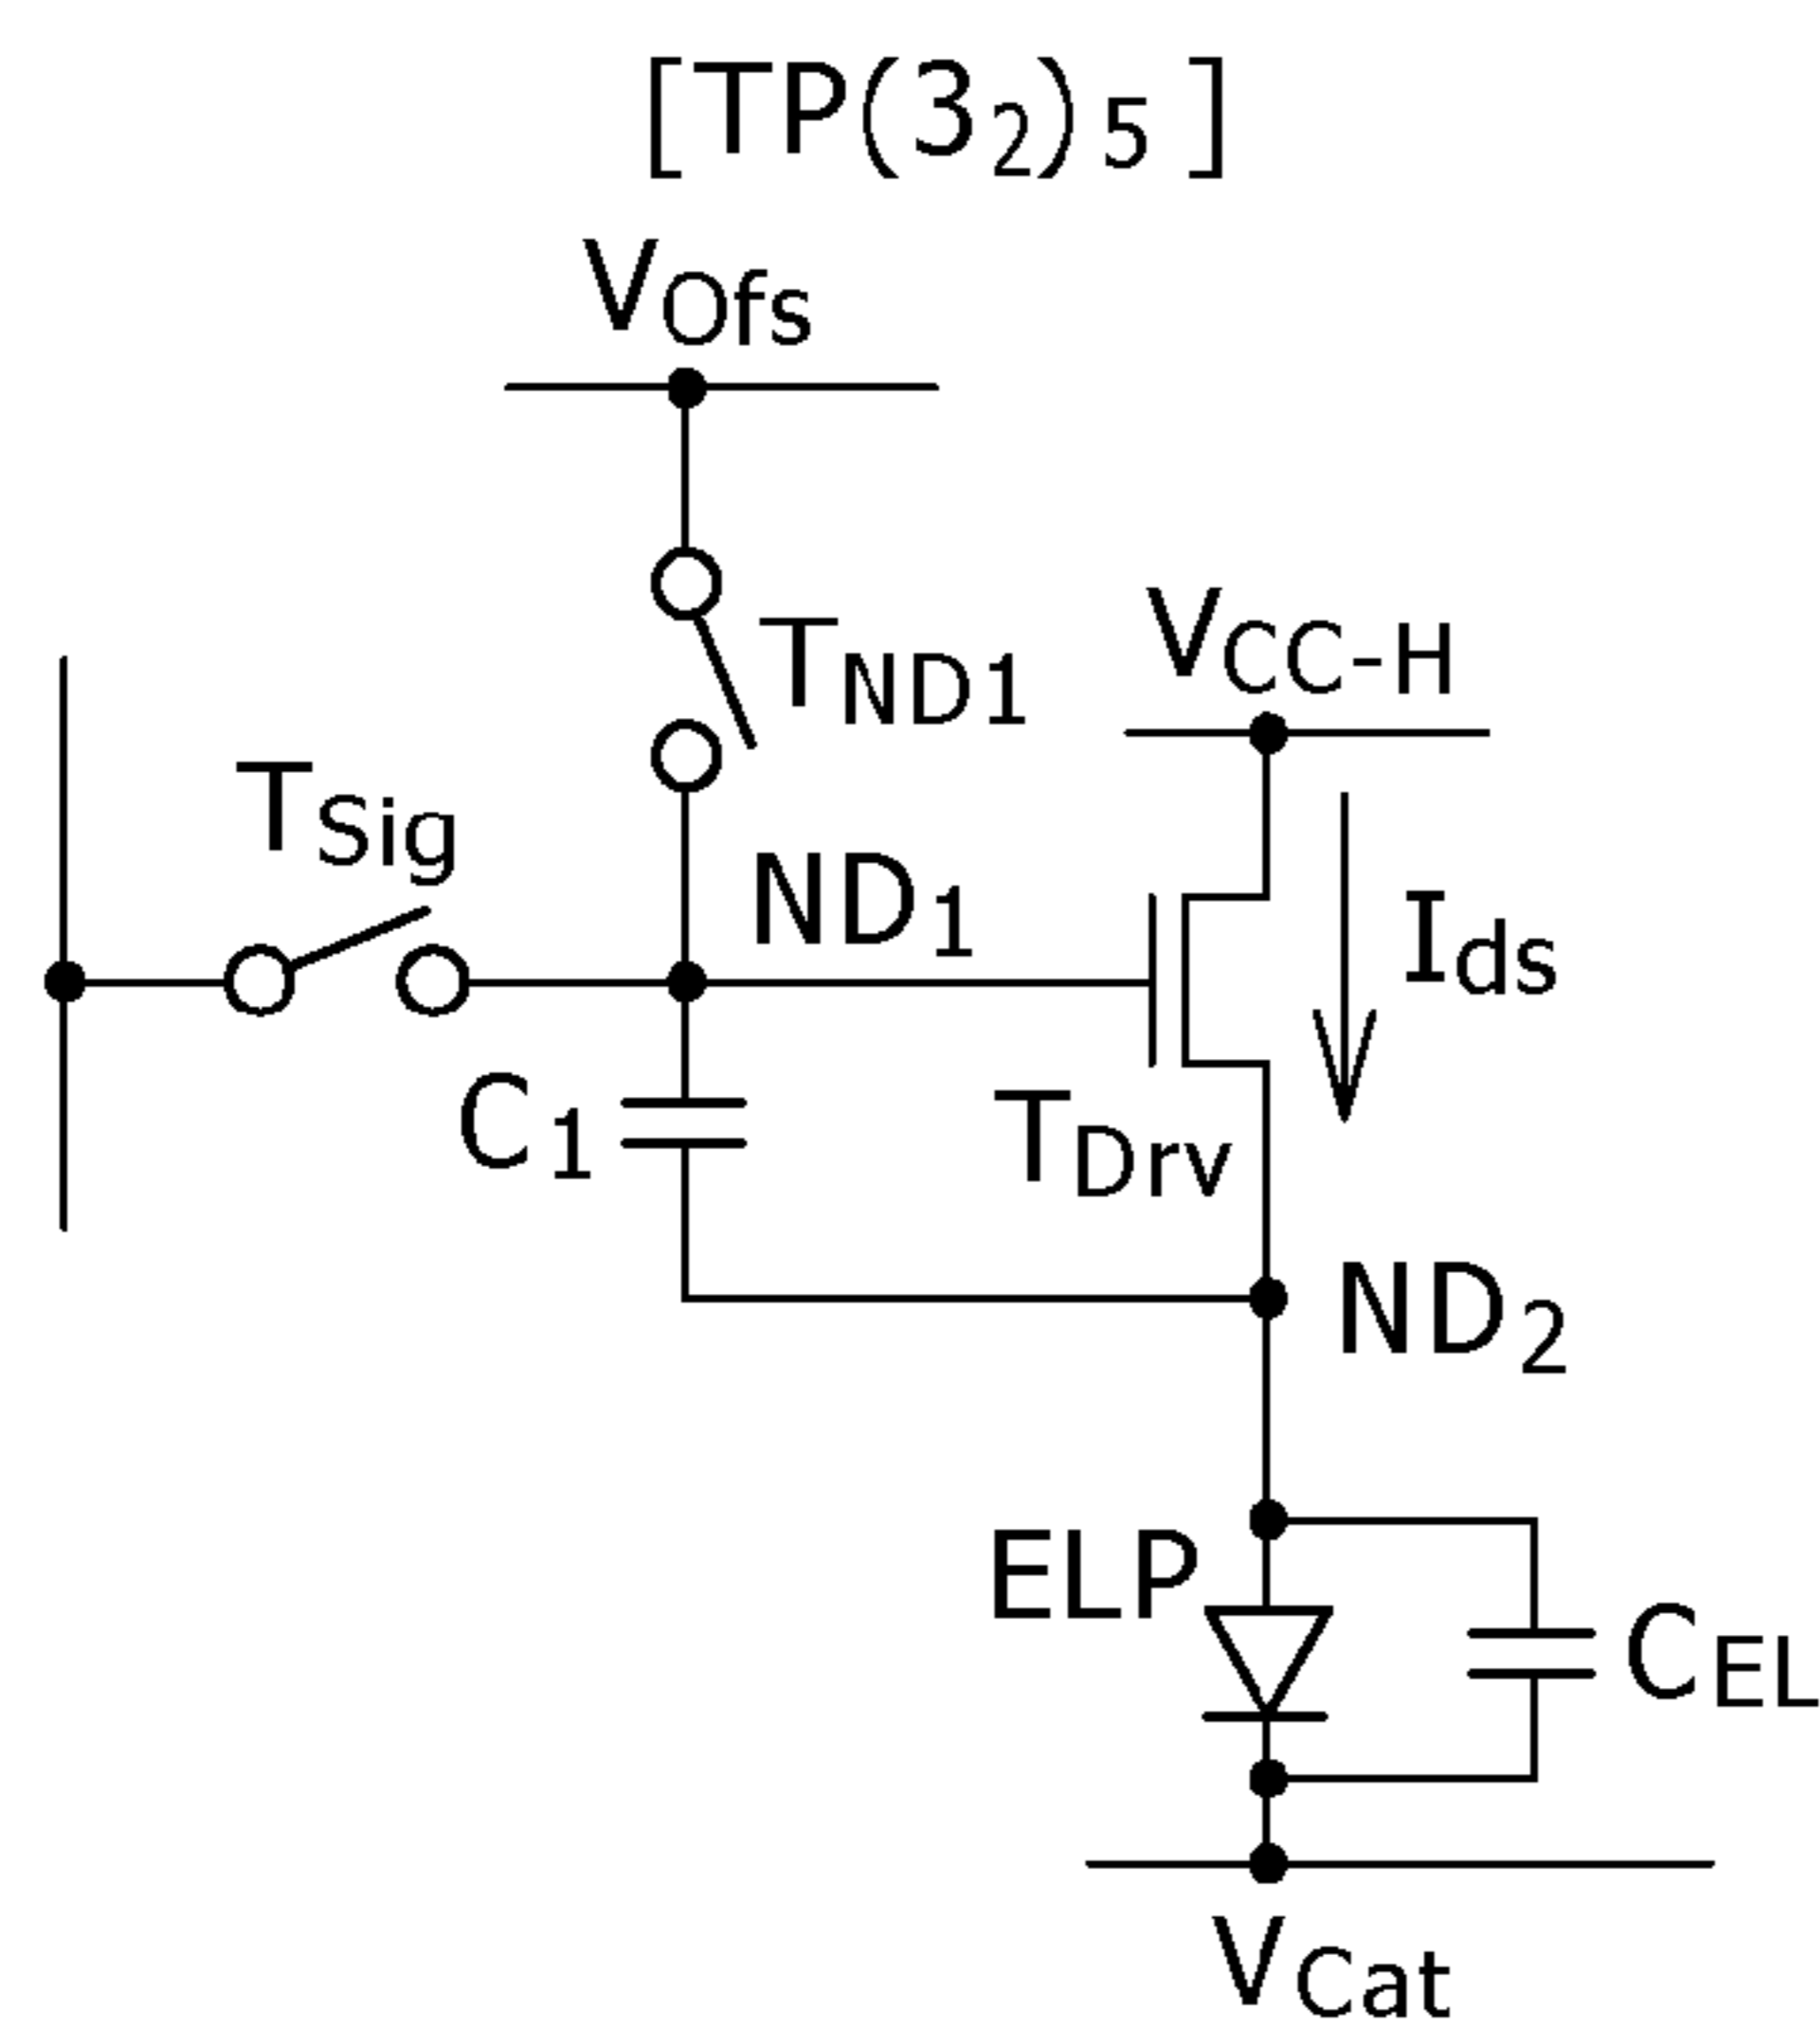 [TP(3₂)₅]
V_Ofs
T_ND1
V_CC-H
T_Sig
ND₁
I_ds
C₁
T_Drv
ND₂
ELP
C_EL
V_Cat